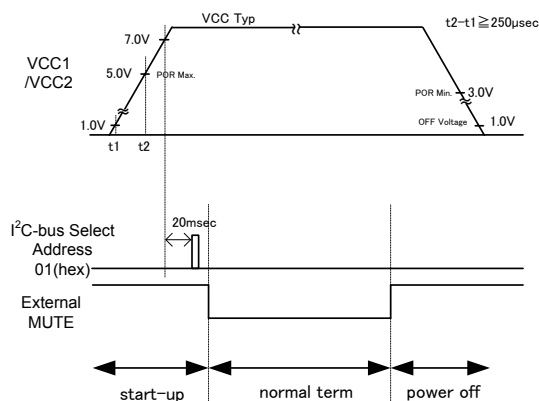 VCC Typ
t2-t1≧250μsec
7.0V
VCC1
/VCC2
5.0V
POR Max.
POR Min.
3.0V
1.0V
OFF Voltage
1.0V
t1
t2
I²C-bus Select
Address
01(hex)
20msec
External
MUTE
start-up
normal term
power off